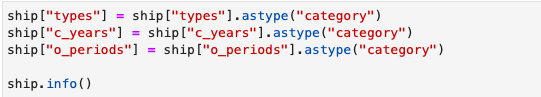 ship["types"] = ship["types"].astype("category")
ship["c_years"] = ship["c_years"].astype("category")
ship["o_periods"] = ship["o_periods"].astype("category")
ship.info()